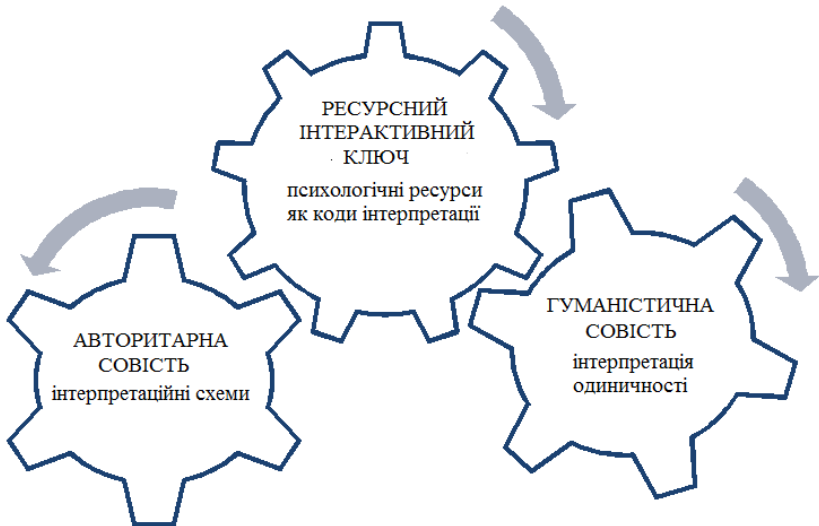 РЕСУРСНИЙ
ІНТЕРАКТИВНИЙ
КЛЮЧ
психологічні ресурси
як коди інтерпретації
АВТОРИТАРНА
СОВІСТЬ
інтерпретаційні схеми
ГУМАНІСТИЧНА
СОВІСТЬ
інтерпретація
одиничності